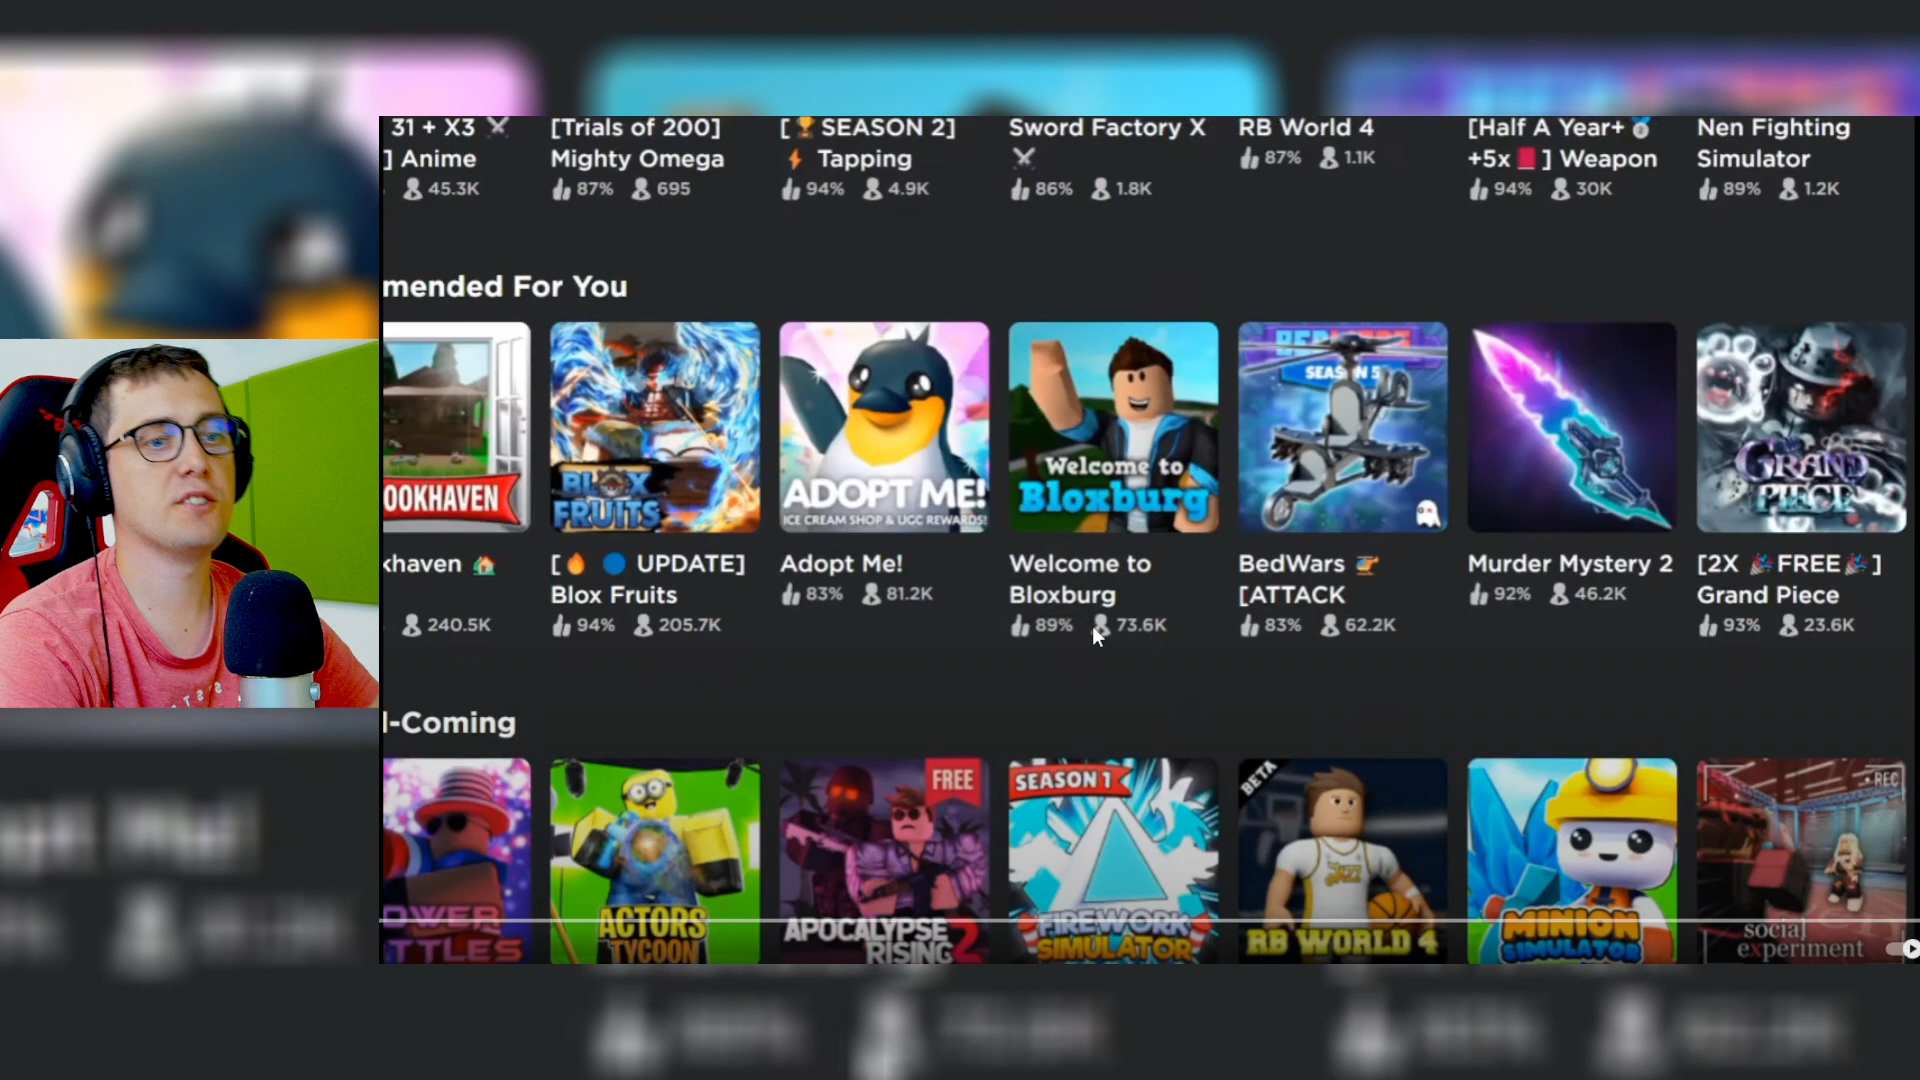 31 + X3
] Anime
45.3K
[Trials of 200]
Mighty Omega
87% 695
[ SEASON 2]
Tapping
94% 4.9K
Sword Factory X
86% 1.8K
RB World 4
87% 1.1K
[Half A Year+
+5x ] Weapon
94% 30K
Nen Fighting
Simulator
89% 1.2K
mended For You
OOKHAVEN
BLOX
FRUITS
ADOPT ME!
ICE CREAM SHOP & UGC REWARDS!
Welcome to
Bloxburg
SEASON 5
GRAND
PIECE
khaven
240.5K
[ UPDATE]
Blox Fruits
94% 205.7K
Adopt Me!
83% 81.2K
Welcome to
Bloxburg
89% 73.6K
BedWars
[ATTACK
83% 62.2K
Murder Mystery 2
92% 46.2K
[2X FREE ]
Grand Piece
93% 23.6K
l-Coming
OWER
TTLES
ACTORS
TYCOON
FREE
APOCALYPSE
RISING 2
SEASON 1
FIREWORK
SIMULATOR
BETA
RB WORLD 4
MINION
SIMULATOR
REC
social
experiment